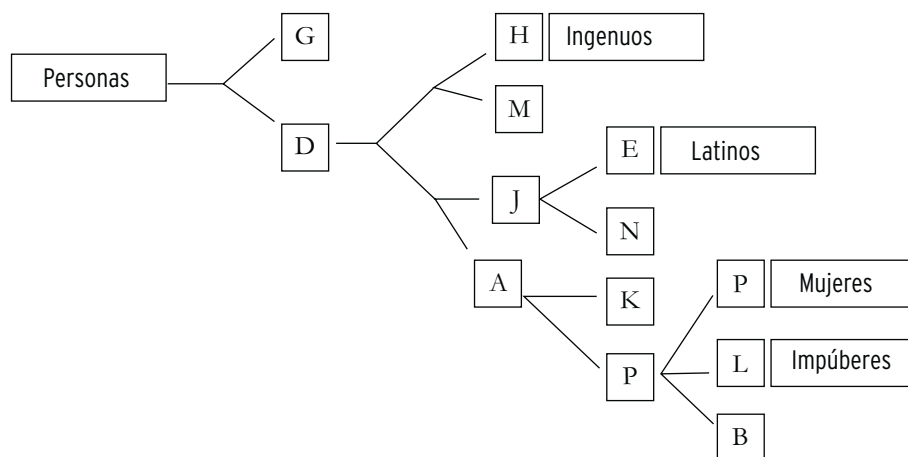 G
H Ingenuos
Personas
M
D
E Latinos
J
N
A
K
P Mujeres
P
L Impúberes
B